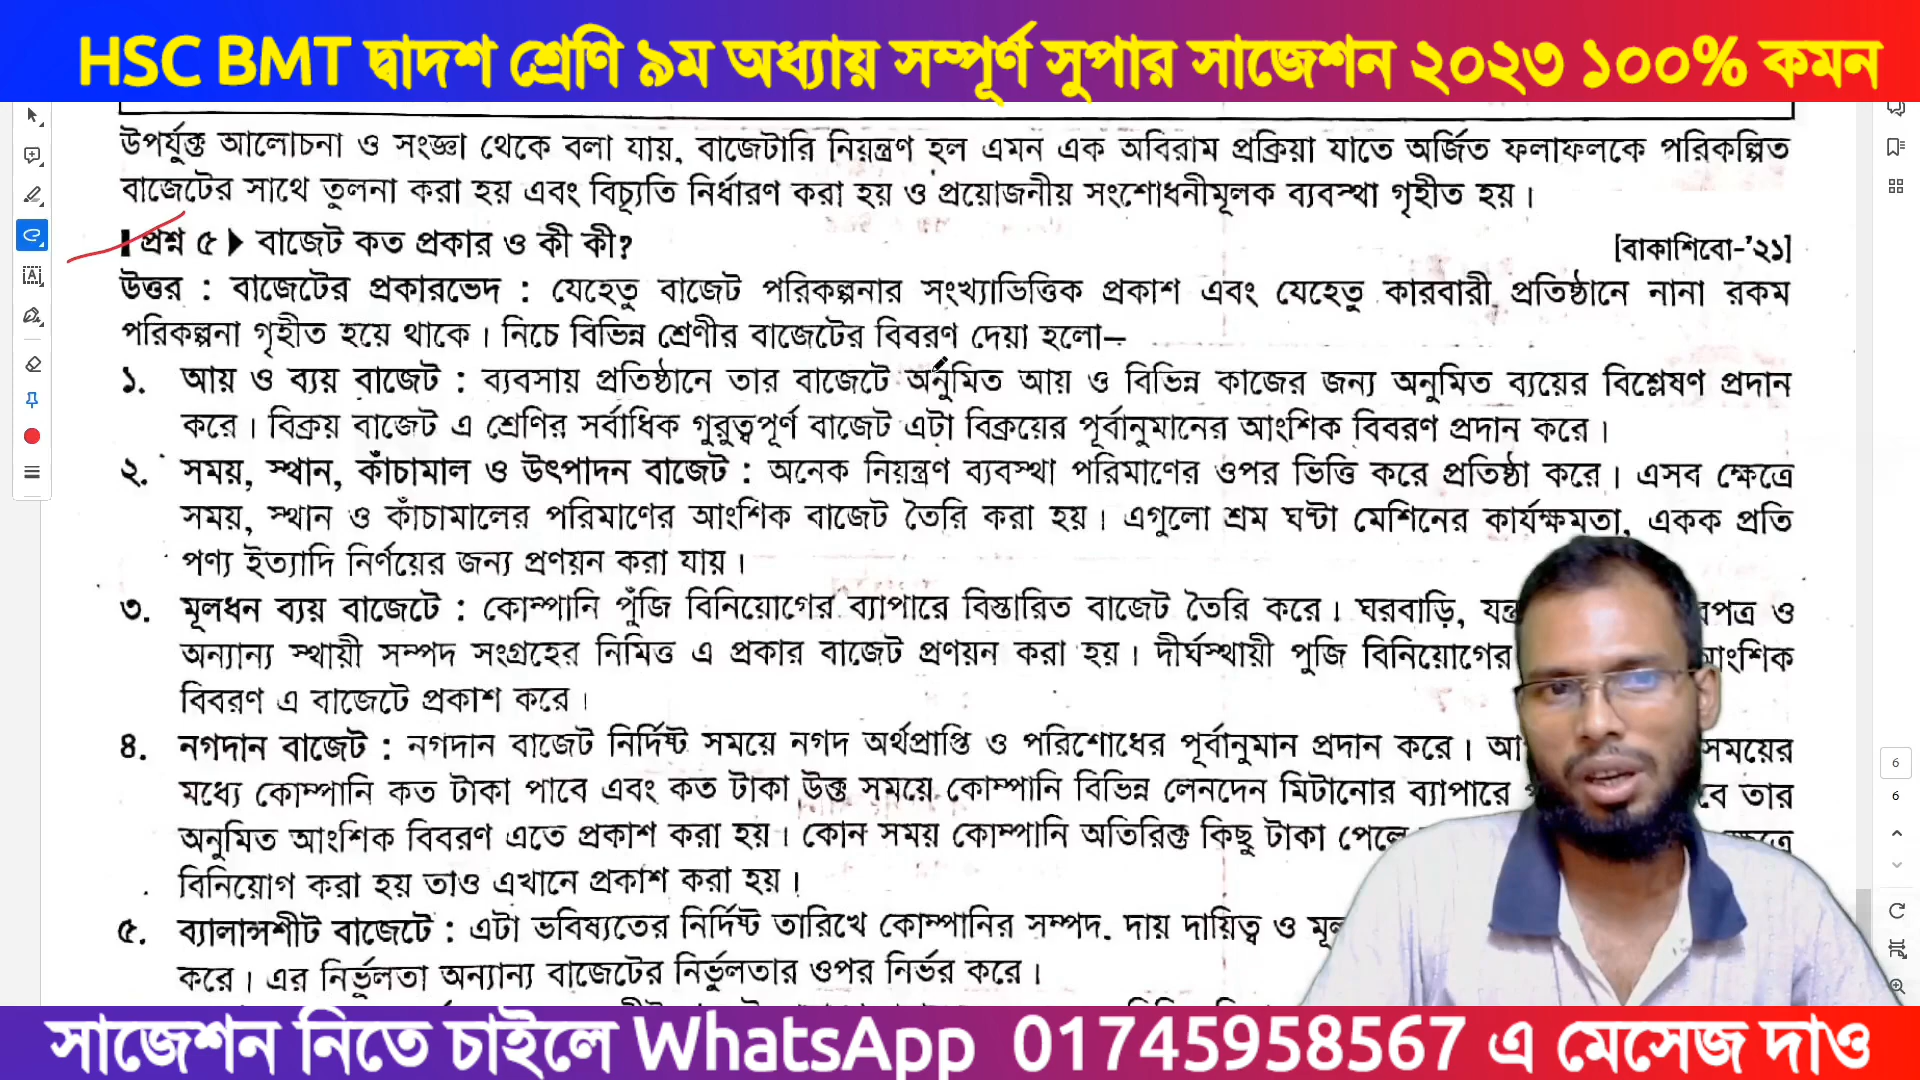 HSC BMT দ্বাদশ শ্রেণি ৯ম অধ্যায় সম্পূর্ণ সুপার সাজেশন ২০২৩ ১০০% কমন
উপর্যুক্ত আলোচনা ও সংজ্ঞা থেকে বলা যায়, বাজেটারি নিয়ন্ত্রণ হল এমন এক অবিরাম প্রক্রিয়া যাতে অর্জিত ফলাফলকে পরিকল্পিত
বাজেটের সাথে তুলনা করা হয় এবং বিচ্যুতি নির্ধারণ করা হয় ও প্রয়োজনীয় সংশোধনীমূলক ব্যবস্থা গৃহীত হয়।
প্রশ্ন ৫ ▶ বাজেট কত প্রকার ও কী কী? [বাকাশিবো-'২১]
উত্তর : বাজেটের প্রকারভেদ : যেহেতু বাজেট পরিকল্পনার সংখ্যাভিত্তিক প্রকাশ এবং যেহেতু কারবারী প্রতিষ্ঠানে নানা রকম
পরিকল্পনা গৃহীত হয়ে থাকে। নিচে বিভিন্ন শ্রেণীর বাজেটের বিবরণ দেয়া হলো–
১. আয় ও ব্যয় বাজেট : ব্যবসায় প্রতিষ্ঠানে তার বাজেটে অনুমিত আয় ও বিভিন্ন কাজের জন্য অনুমিত ব্যয়ের বিশ্লেষণ প্রদান
করে। বিক্রয় বাজেট এ শ্রেণির সর্বাধিক গুরুত্বপূর্ণ বাজেট এটা বিক্রয়ের পূর্বানুমানের আংশিক বিবরণ প্রদান করে।
২. সময়, স্থান, কাঁচামাল ও উৎপাদন বাজেট : অনেক নিয়ন্ত্রণ ব্যবস্থা পরিমাণের ওপর ভিত্তি করে প্রতিষ্ঠা করে। এসব ক্ষেত্রে
সময়, স্থান ও কাঁচামালের পরিমাণের আংশিক বাজেট তৈরি করা হয়। এগুলো শ্রম ঘণ্টা মেশিনের কার্যক্ষমতা, একক প্রতি
পণ্য ইত্যাদি নির্ণয়ের জন্য প্রণয়ন করা যায়।
৩. মূলধন ব্যয় বাজেটে : কোম্পানি পুঁজি বিনিয়োগের ব্যাপারে বিস্তারিত বাজেট তৈরি করে। ঘরবাড়ি, পত্র ও
অন্যান্য স্থায়ী সম্পদ সংগ্রহের নিমিত্ত এ প্রকার বাজেট প্রণয়ন করা হয়। দীর্ঘস্থায়ী পুজি বিনিয়োগের আংশিক
বিবরণ এ বাজেটে প্রকাশ করে।
৪. নগদান বাজেট : নগদান বাজেট নির্দিষ্ট সময়ে নগদ অর্থপ্রাপ্তি ও পরিশোধের পূর্বানুমান প্রদান করে। সময়ের
মধ্যে কোম্পানি কত টাকা পাবে এবং কত টাকা উক্ত সময়ে কোম্পানি বিভিন্ন লেনদেন মিটানোর ব্যাপারে তার
অনুমিত আংশিক বিবরণ এতে প্রকাশ করা হয়। কোন সময় কোম্পানি অতিরিক্ত কিছু টাকা পেলে
বিনিয়োগ করা হয় তাও এখানে প্রকাশ করা হয়।
৫. ব্যালান্সশীট বাজেটে : এটা ভবিষ্যতের নির্দিষ্ট তারিখে কোম্পানির সম্পদ. দায় দায়িত্ব ও
করে। এর নির্ভুলতা অন্যান্য বাজেটের নির্ভুলতার ওপর নির্ভর করে।
6
6
সাজেশন নিতে চাইলে WhatsApp 01745958567 এ মেসেজ দাও